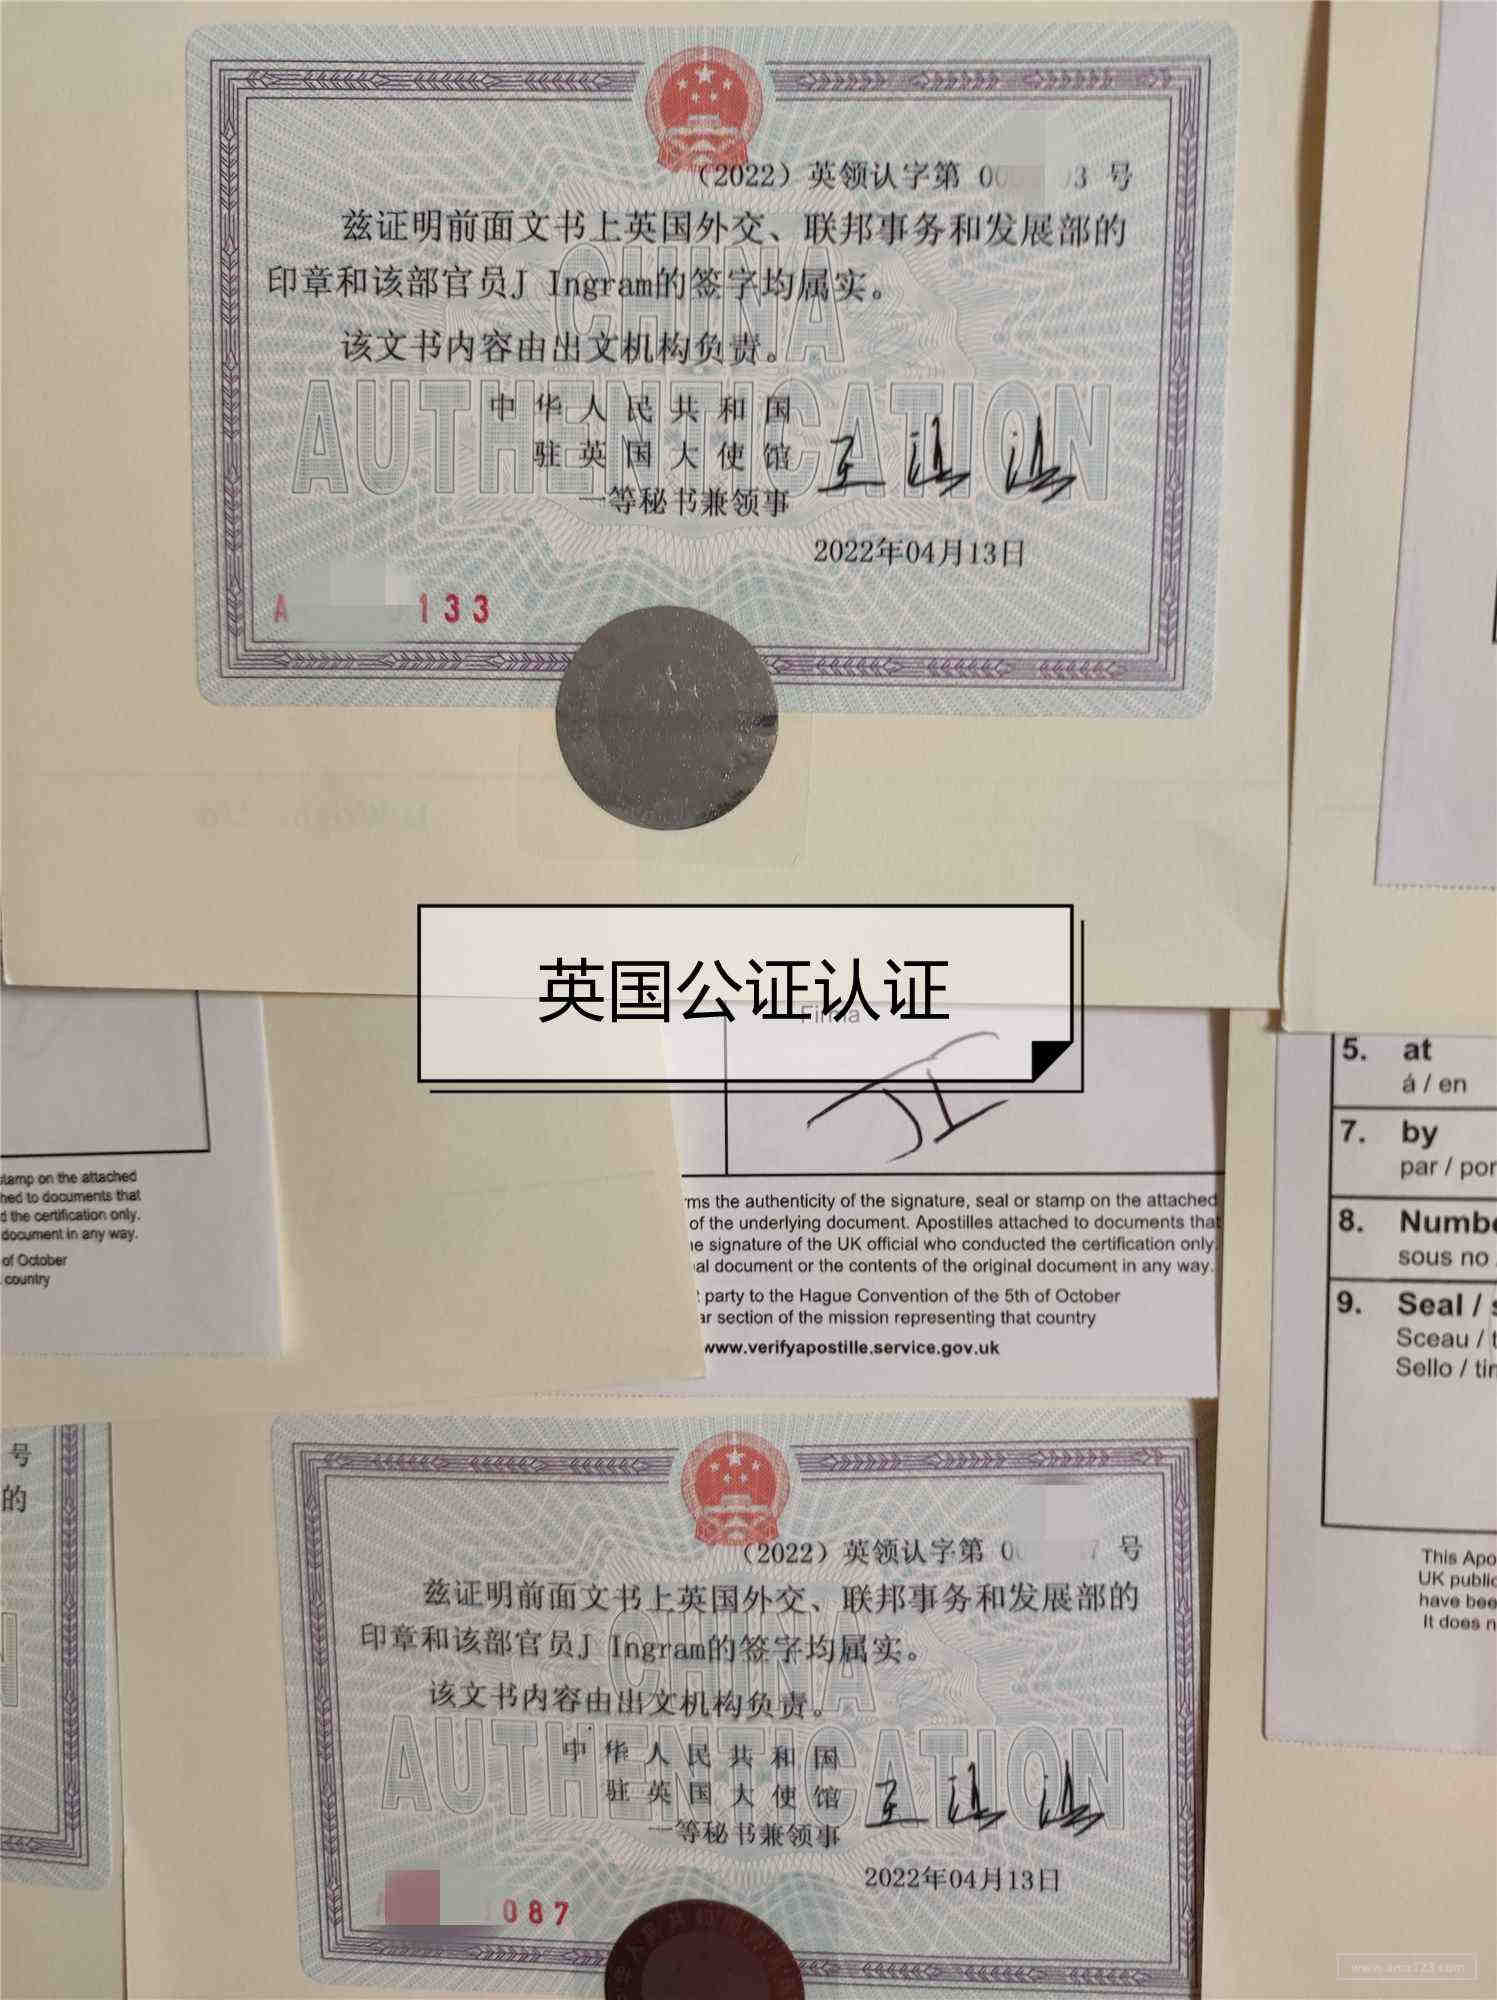 (2022) 英领认字第 00 03 号
兹证明前面文书上英国外交、联邦事务和发展部的
印章和该部官员J Ingram的签字均属实。
该文书内容由出文机构负责。
CHINA
AUTHENTICATION
中华人民共和国
驻英国大使馆
一等秘书兼领事
2022年04月13日
A 133
英国公证认证
Firma
JI
stamp on the attached
hed to documents that
d the certification only.
document in any way.
of October
country
rms the authenticity of the signature, seal or stamp on the attached
of the underlying document. Apostilles attached to documents that
e signature of the UK official who conducted the certification only.
al document or the contents of the original document in any way.
party to the Hague Convention of the 5th of October
ar section of the mission representing that country
www.verifyapostille.service.gov.uk
5. at
á / en
7. by
par / por
8. Numbe
sous no
9. Seal / s
Sceau / t
Sello / tin
This Apo
UK public
have bee
It does n
号
的
(2022) 英领认字第 00 7 号
兹证明前面文书上英国外交、联邦事务和发展部的
印章和该部官员J Ingram的签字均属实。
该文书内容由出文机构负责。
CHINA
AUTHENTICATION
中华人民共和国
驻英国大使馆
一等秘书兼领事
2022年04月13日
087